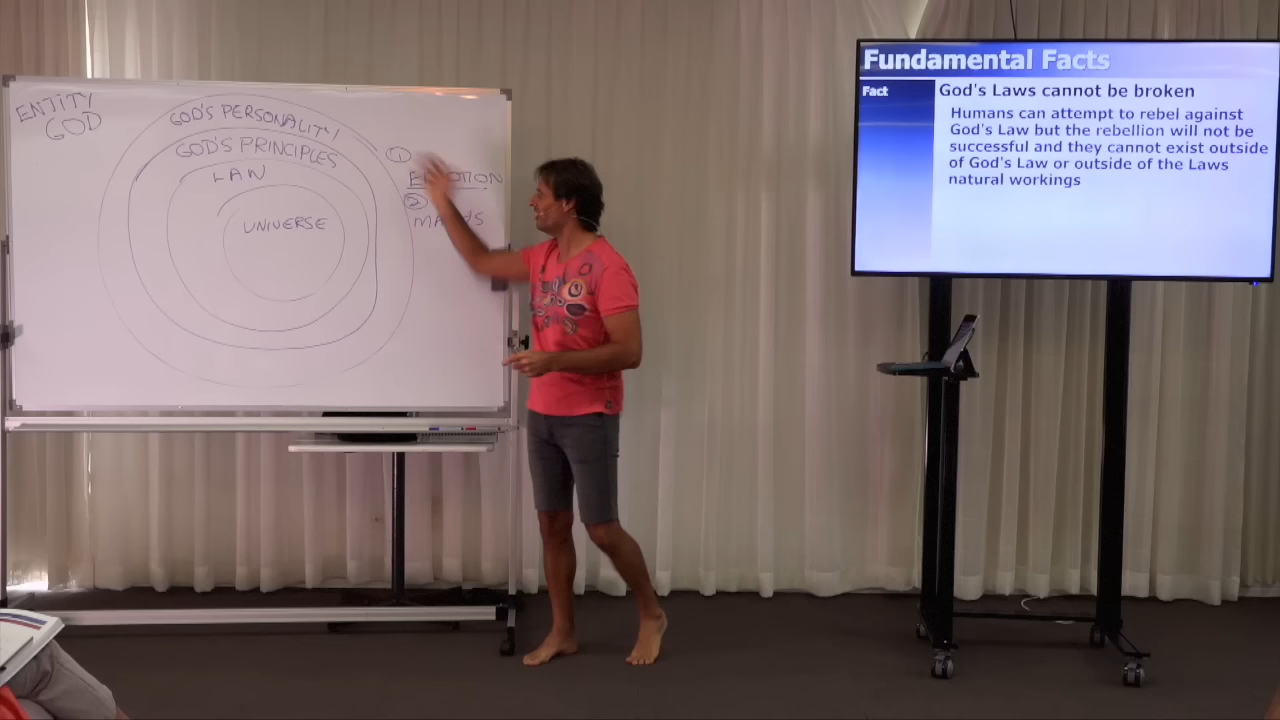 ENTITY
GOD
GOD'S PERSONALITY
GOD'S PRINCIPLES
LAW
UNIVERSE
1
EMOTION
2
Fundamental Facts
Fact
God's Laws cannot be broken
Humans can attempt to rebel against
God's Law but the rebellion will not be
successful and they cannot exist outside
of God's Law or outside of the Laws
natural workings